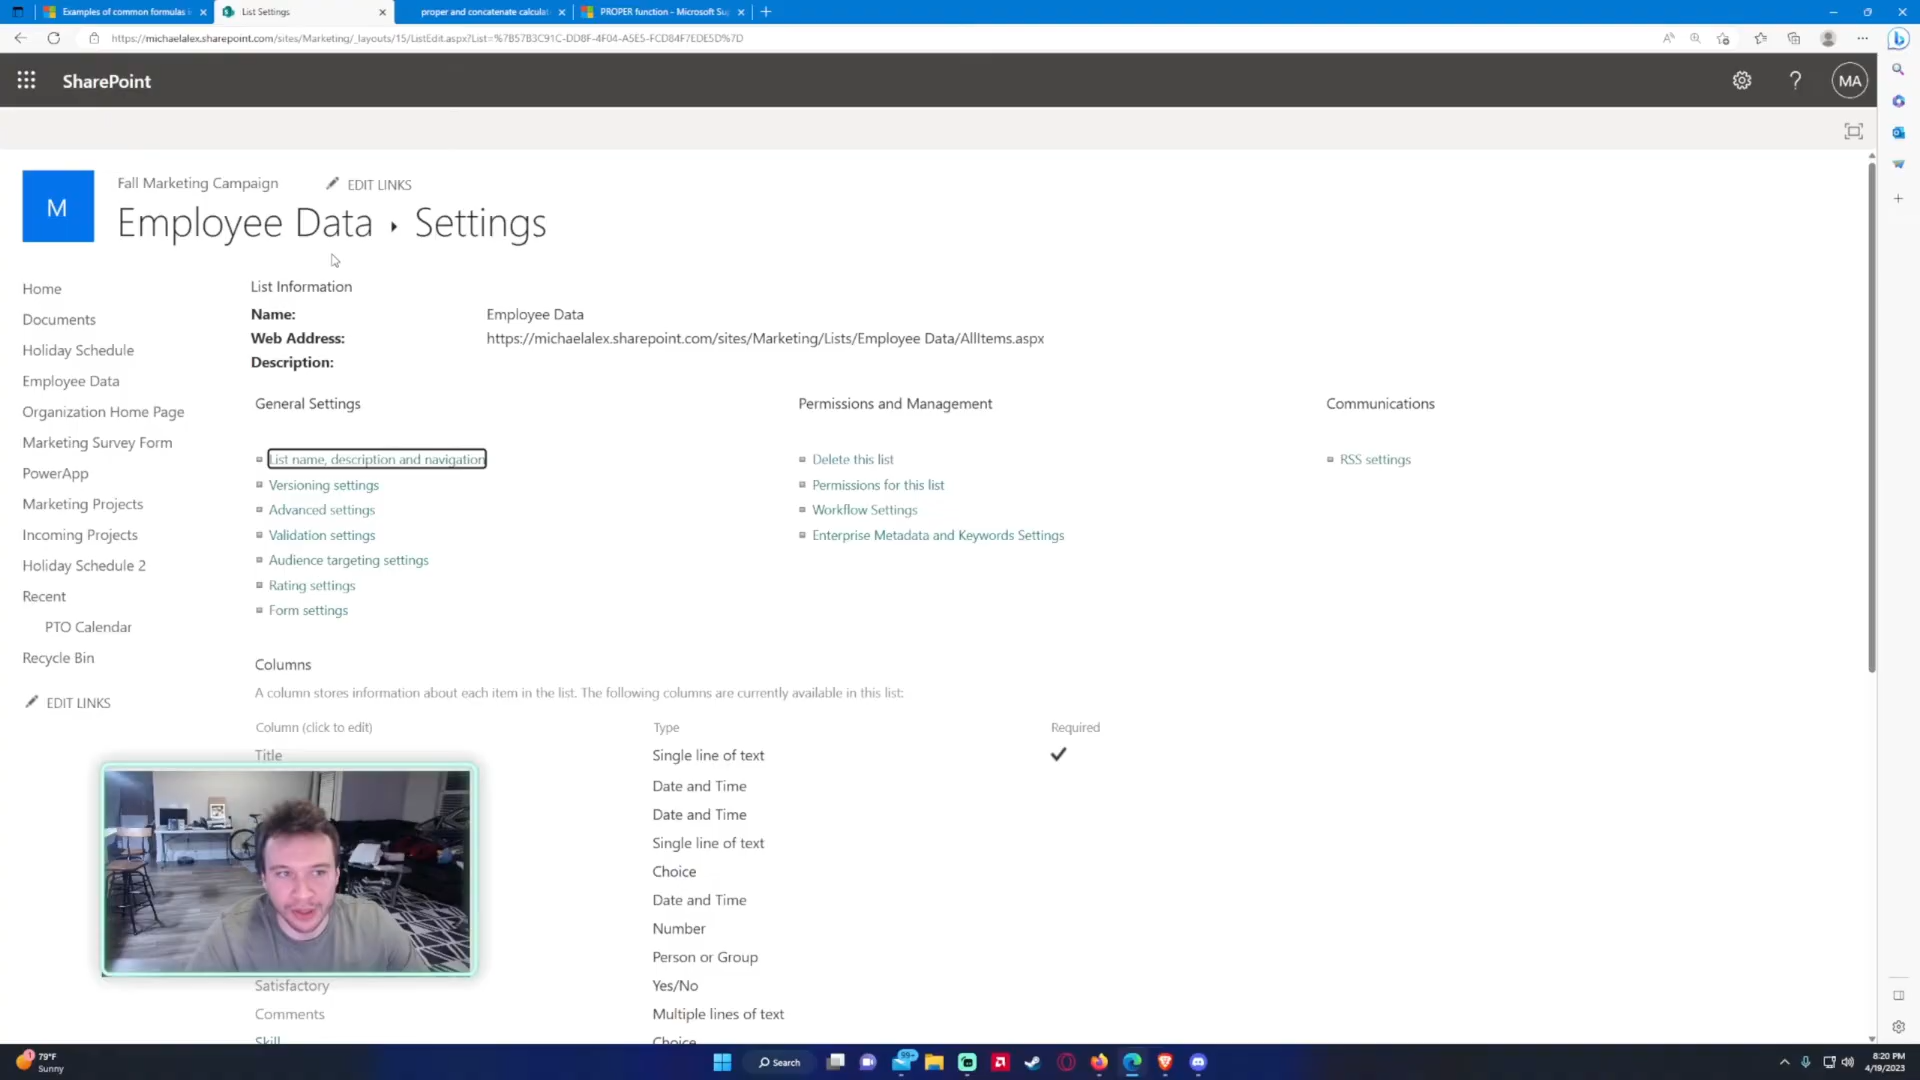 Examples of common formulas i
List Settings
proper and concatenate calculat
PROPER function - Microsoft Su
https://michaelalex.sharepoint.com/sites/Marketing/_layouts/15/ListEdit.aspx?List=%7B57B3C91C-DD8F-4F04-A5E5-FCD84F7EDE5D%7D
SharePoint
MA
M
Fall Marketing Campaign
EDIT LINKS
Employee Data ▸ Settings
Home
Documents
Holiday Schedule
Employee Data
Organization Home Page
Marketing Survey Form
PowerApp
Marketing Projects
Incoming Projects
Holiday Schedule 2
Recent
PTO Calendar
Recycle Bin
EDIT LINKS
List Information
Name: Employee Data
Web Address: https://michaelalex.sharepoint.com/sites/Marketing/Lists/Employee Data/AllItems.aspx
Description:
General Settings
List name, description and navigation
Versioning settings
Advanced settings
Validation settings
Audience targeting settings
Rating settings
Form settings
Permissions and Management
Delete this list
Permissions for this list
Workflow Settings
Enterprise Metadata and Keywords Settings
Communications
RSS settings
Columns
A column stores information about each item in the list. The following columns are currently available in this list:
Column (click to edit) Type Required
Title Single line of text
Date and Time
Date and Time
Single line of text
Choice
Date and Time
Number
Person or Group
Satisfactory Yes/No
Comments Multiple lines of text
Skill Choice
79°F
Sunny
Search
99+
8:20 PM
4/19/2023